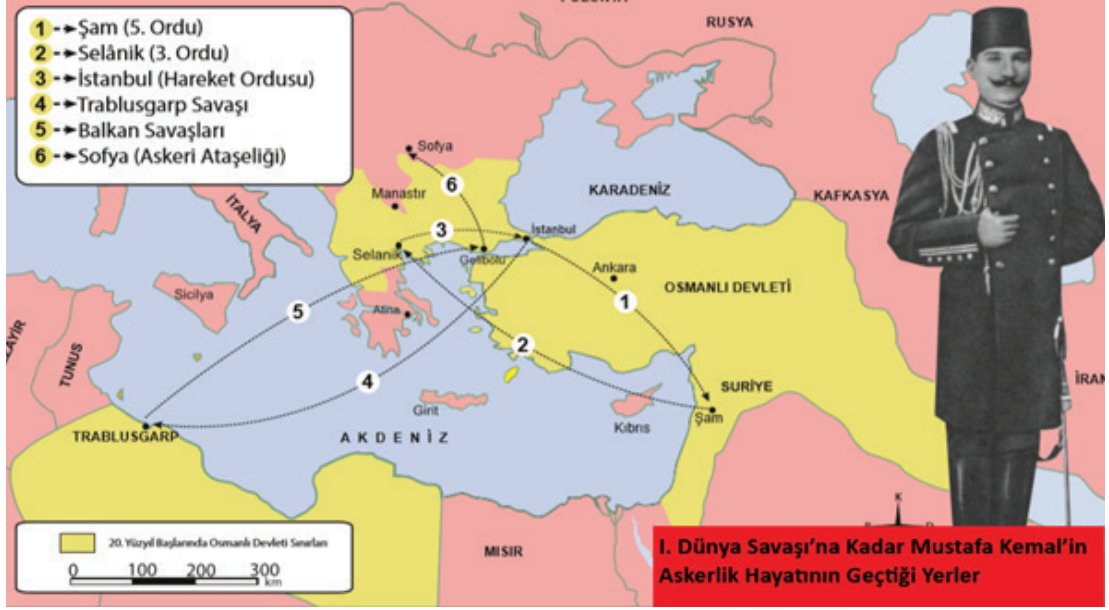 1 Şam (5. Ordu)
2 Selânik (3. Ordu)
3 İstanbul (Hareket Ordusu)
4 Trablusgarp Savaşı
5 Balkan Savaşları
6 Sofya (Askeri Ataşeliği)
RUSYA
Sofya
6
Manastır
KARADENİZ
KAFKASYA
İTALYA
3
İstanbul
Selanik
Gelibolu
Ankara
OSMANLI DEVLETİ
Sicilya
5
Atina
1
2
TUNUS
4
SURİYE
İRAN
Girit
Kıbrıs
Şam
TRABLUSGARP
AKDENİZ
K
20. Yüzyıl Başlarında Osmanlı Devleti Sınırları
0 100 200 300
km
MISIR
I. Dünya Savaşı’na Kadar Mustafa Kemal’in
Askerlik Hayatının Geçtiği Yerler